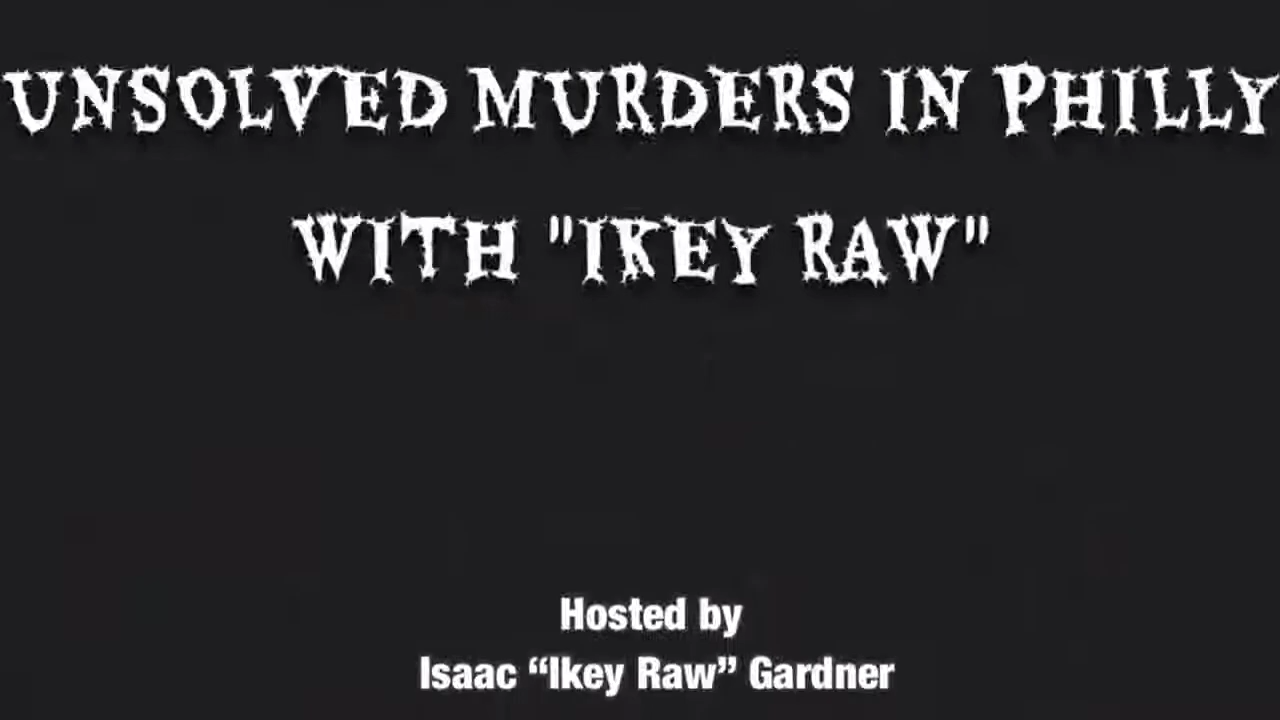 UNSOLVED MURDERS IN PHILLY
WITH "IKEY RAW"
Hosted by
Isaac “Ikey Raw” Gardner